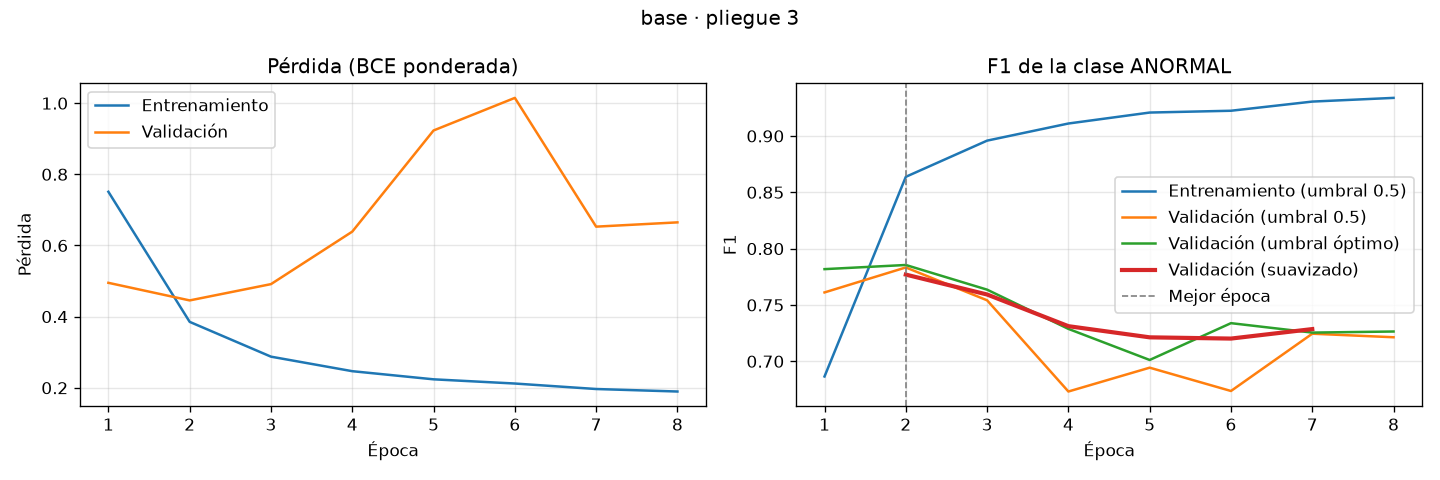 base · pliegue 3
Pérdida (BCE ponderada)
Pérdida
1.0
0.8
0.6
0.4
0.2
Entrenamiento
Validación
1 2 3 4 5 6 7 8
Época
F1 de la clase ANORMAL
F1
0.90
0.85
0.80
0.75
0.70
Entrenamiento (umbral 0.5)
Validación (umbral 0.5)
Validación (umbral óptimo)
Validación (suavizado)
Mejor época
1 2 3 4 5 6 7 8
Época